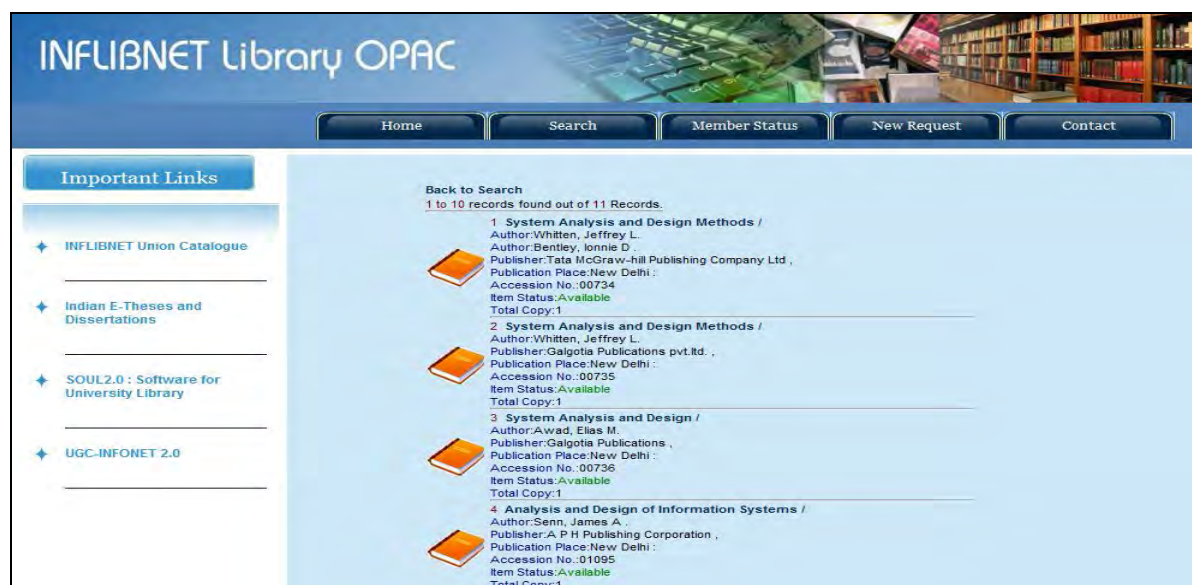 INFLIBNET Library OPAC
Home Search Member Status New Request Contact
Important Links
INFLIBNET Union Catalogue
Indian E-Theses and
Dissertations
SOUL2.0 : Software for
University Library
UGC-INFONET 2.0
Back to Search
1 to 10 records found out of 11 Records.
1 System Analysis and Design Methods /
Author:Whitten, Jeffrey L.
Author:Bentley, lonnie D .
Publisher:Tata McGraw-hill Publishing Company Ltd ,
Publication Place:New Delhi :
Accession No.:00734
Item Status:Available
Total Copy:1
2 System Analysis and Design Methods /
Author:Whitten, Jeffrey L.
Publisher:Galgotia Publications pvt.ltd. ,
Publication Place:New Delhi :
Accession No.:00735
Item Status:Available
Total Copy:1
3 System Analysis and Design /
Author:Awad, Elias M.
Publisher:Galgotia Publications ,
Publication Place:New Delhi :
Accession No.:00736
Item Status:Available
Total Copy:1
4 Analysis and Design of Information Systems /
Author:Senn, James A .
Publisher:A P H Publishing Corporation ,
Publication Place:New Delhi :
Accession No.:01095
Item Status:Available
Total Copy:1